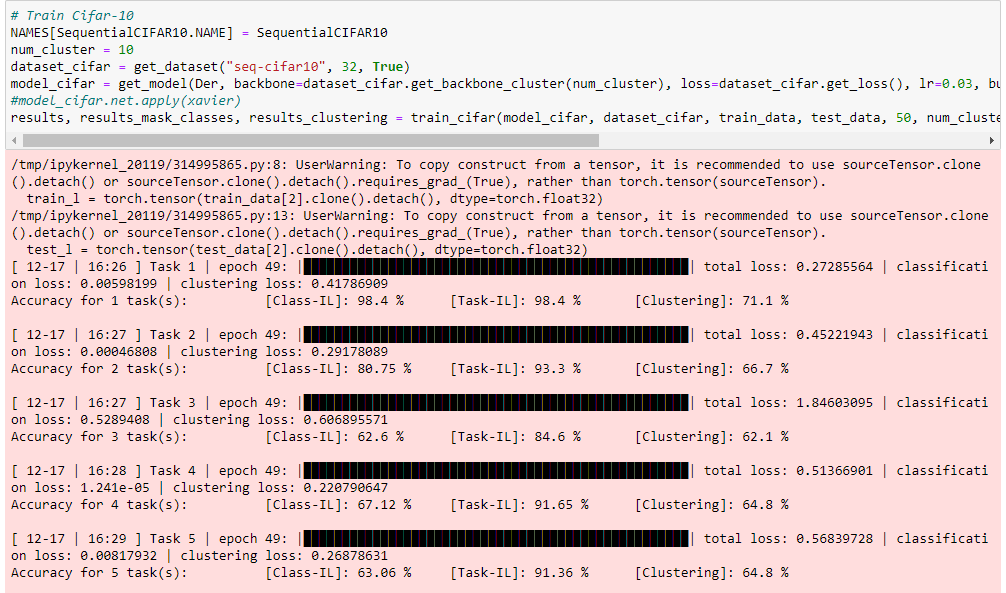 # Train Cifar-10
NAMES[SequentialCIFAR10.NAME] = SequentialCIFAR10
num_cluster = 10
dataset_cifar = get_dataset("seq-cifar10", 32, True)
model_cifar = get_model(Der, backbone=dataset_cifar.get_backbone_cluster(num_cluster), loss=dataset_cifar.get_loss(), lr=0.03, bu
#model_cifar.net.apply(xavier)
results, results_mask_classes, results_clustering = train_cifar(model_cifar, dataset_cifar, train_data, test_data, 50, num_cluste
/tmp/ipykernel_20119/314995865.py:8: UserWarning: To copy construct from a tensor, it is recommended to use sourceTensor.clone
().detach() or sourceTensor.clone().detach().requires_grad_(True), rather than torch.tensor(sourceTensor).
train_l = torch.tensor(train_data[2].clone().detach(), dtype=torch.float32)
/tmp/ipykernel_20119/314995865.py:13: UserWarning: To copy construct from a tensor, it is recommended to use sourceTensor.clone
().detach() or sourceTensor.clone().detach().requires_grad_(True), rather than torch.tensor(sourceTensor).
test_l = torch.tensor(test_data[2].clone().detach(), dtype=torch.float32)
[ 12-17 | 16:26 ] Task 1 | epoch 49: | | total loss: 0.27285564 | classificati
on loss: 0.00598199 | clustering loss: 0.41786909
Accuracy for 1 task(s): [Class-IL]: 98.4 % [Task-IL]: 98.4 % [Clustering]: 71.1 %
[ 12-17 | 16:27 ] Task 2 | epoch 49: | | total loss: 0.45221943 | classificati
on loss: 0.00046808 | clustering loss: 0.29178089
Accuracy for 2 task(s): [Class-IL]: 80.75 % [Task-IL]: 93.3 % [Clustering]: 66.7 %
[ 12-17 | 16:27 ] Task 3 | epoch 49: | | total loss: 1.84603095 | classificati
on loss: 0.5289408 | clustering loss: 0.606895571
Accuracy for 3 task(s): [Class-IL]: 62.6 % [Task-IL]: 84.6 % [Clustering]: 62.1 %
[ 12-17 | 16:28 ] Task 4 | epoch 49: | | total loss: 0.51366901 | classificati
on loss: 1.241e-05 | clustering loss: 0.220790647
Accuracy for 4 task(s): [Class-IL]: 67.12 % [Task-IL]: 91.65 % [Clustering]: 64.8 %
[ 12-17 | 16:29 ] Task 5 | epoch 49: | | total loss: 0.56839728 | classificati
on loss: 0.00817932 | clustering loss: 0.26878631
Accuracy for 5 task(s): [Class-IL]: 63.06 % [Task-IL]: 91.36 % [Clustering]: 64.8 %